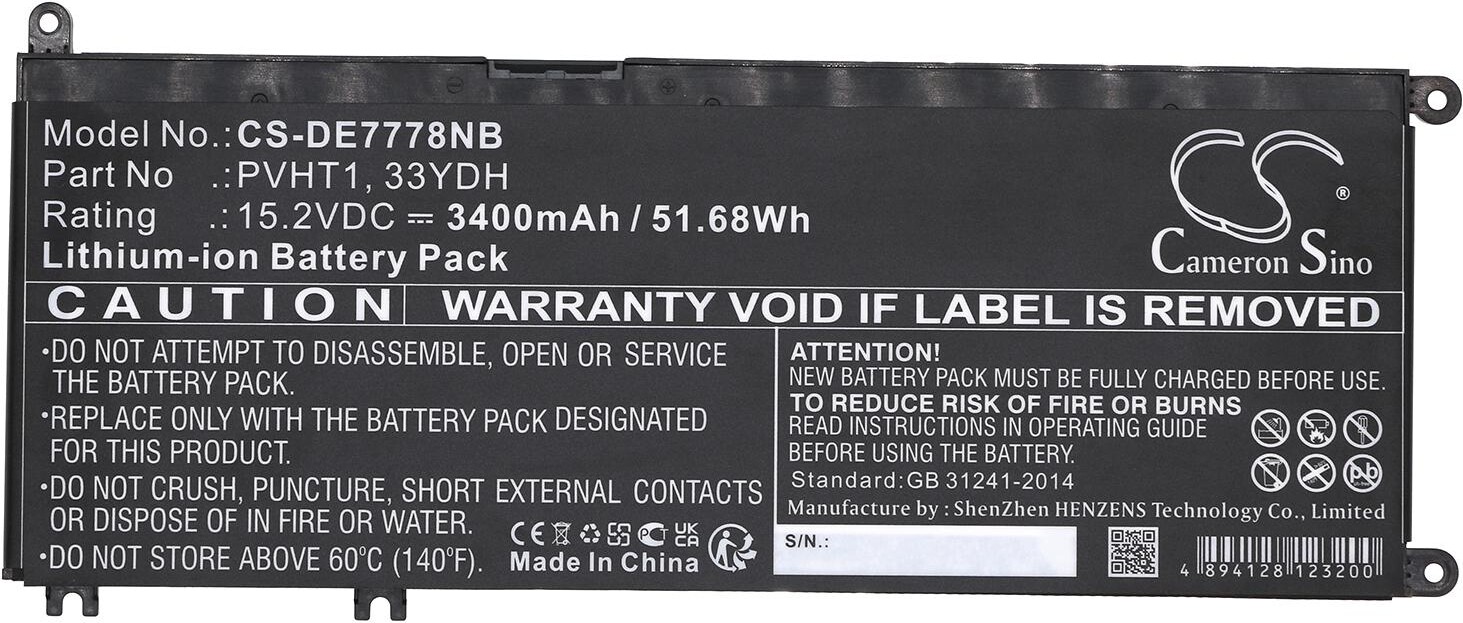 Model No.:CS-DE7778NB
Part No .:PVHT1, 33YDH
Rating .:15.2VDC ⎓ 3400mAh / 51.68Wh
Lithium-ion Battery Pack
CS
®
Cameron Sino
CAUTION
WARRANTY VOID IF LABEL IS REMOVED
•DO NOT ATTEMPT TO DISASSEMBLE, OPEN OR SERVICE
THE BATTERY PACK.
•REPLACE ONLY WITH THE BATTERY PACK DESIGNATED
FOR THIS PRODUCT.
•DO NOT CRUSH, PUNCTURE, SHORT EXTERNAL CONTACTS
OR DISPOSE OF IN FIRE OR WATER.
•DO NOT STORE ABOVE 60°C (140°F).
CE
UK
CA
Made In China
ATTENTION!
NEW BATTERY PACK MUST BE FULLY CHARGED BEFORE USE.
TO REDUCE RISK OF FIRE OR BURNS
READ INSTRUCTIONS IN OPERATING GUIDE
BEFORE USING THE BATTERY.
Pb
Standard:GB 31241-2014
Manufacture by : ShenZhen HENZENS Technology Co., Limited
S/N.:
4 894128 123200